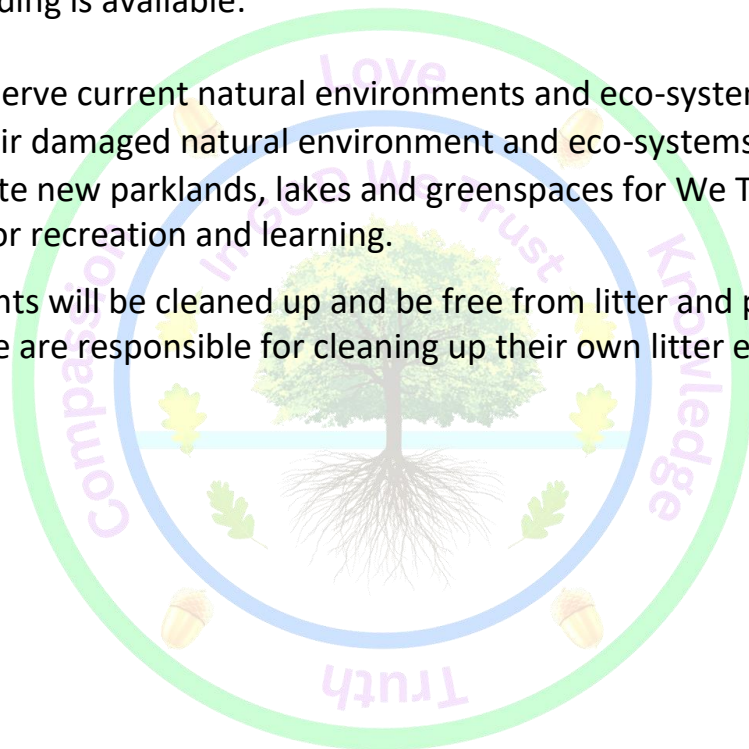 ding is available.
erve current natural environments and eco-system
ir damaged natural environment and eco-systems
te new parklands, lakes and greenspaces for We T
or recreation and learning.
nts will be cleaned up and be free from litter and p
e are responsible for cleaning up their own litter e
Love
In GOD We Trust
Compassion
Knowledge
Truth